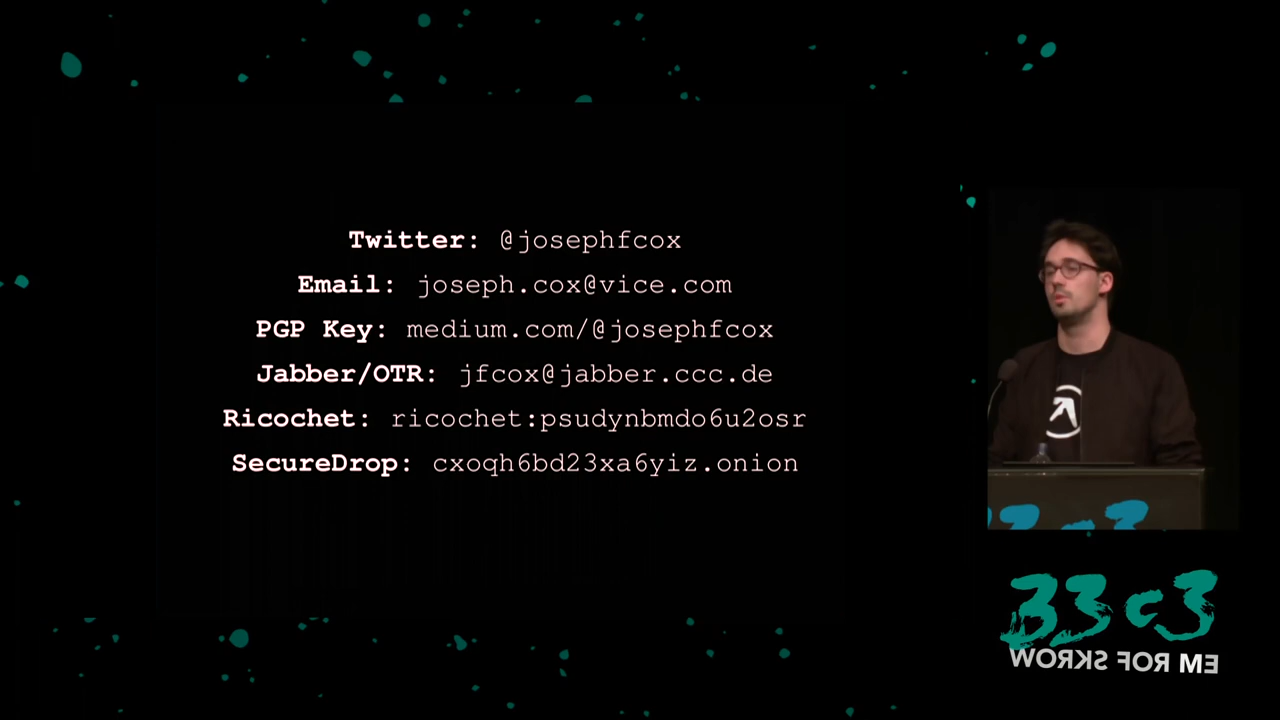 Twitter: @josephfcox
Email: joseph.cox@vice.com
PGP Key: medium.com/@josephfcox
Jabber/OTR: jfcox@jabber.ccc.de
Ricochet: ricochet:psudynbmdo6u2osr
SecureDrop: cxoqh6bd23xa6yiz.onion
33c3
WORKS FOR ME